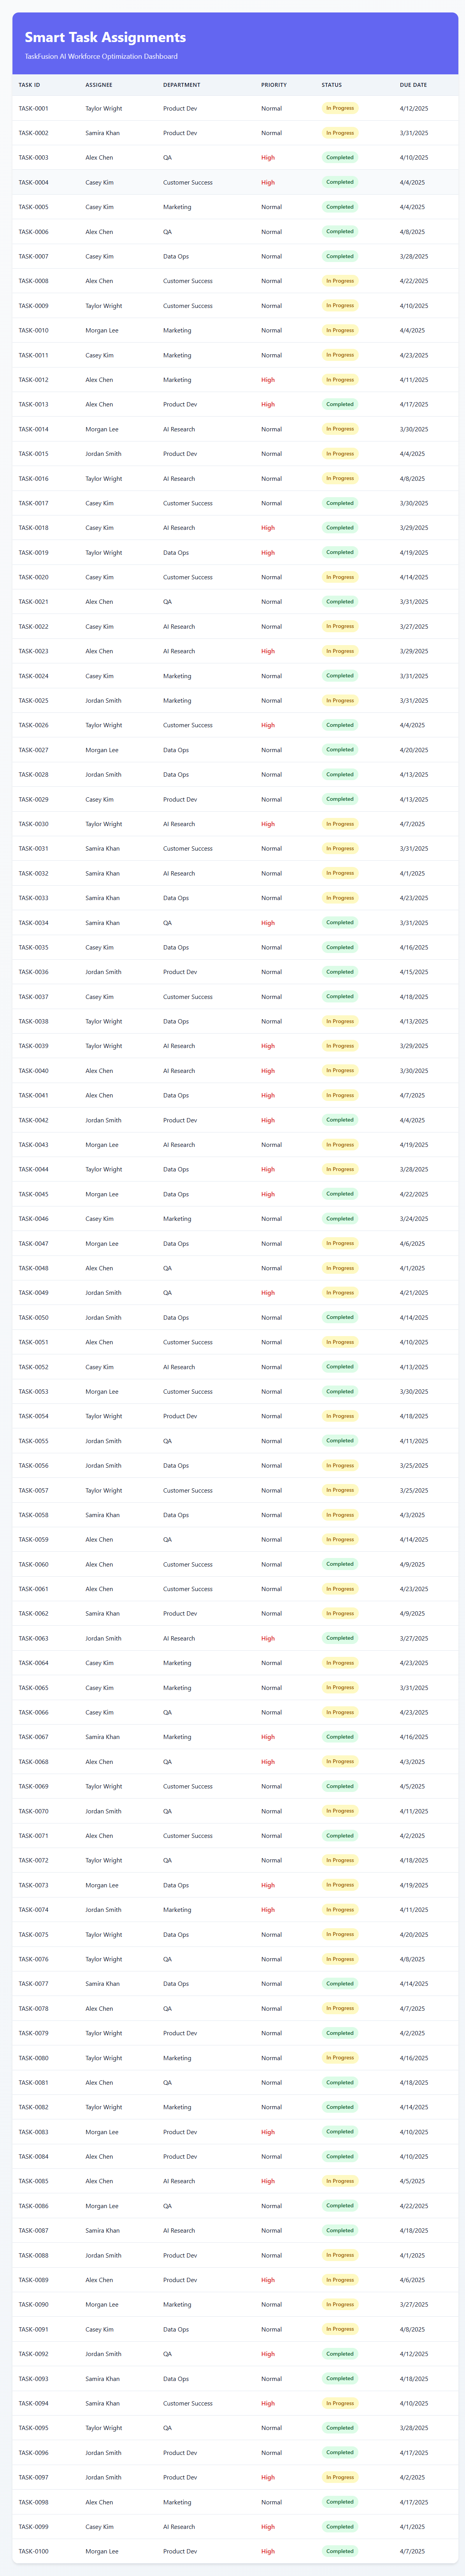 Smart Task Assignments
TaskFusion AI Workforce Optimization Dashboard
TASK ID ASSIGNEE DEPARTMENT PRIORITY STATUS DUE DATE
TASK-0001 Taylor Wright Product Dev Normal In Progress 4/12/2025
TASK-0002 Samira Khan Product Dev Normal In Progress 3/31/2025
TASK-0003 Alex Chen QA High Completed 4/10/2025
TASK-0004 Casey Kim Customer Success High Completed 4/4/2025
TASK-0005 Casey Kim Marketing Normal Completed 4/4/2025
TASK-0006 Alex Chen QA Normal Completed 4/8/2025
TASK-0007 Casey Kim Data Ops Normal Completed 3/28/2025
TASK-0008 Alex Chen Customer Success Normal In Progress 4/22/2025
TASK-0009 Taylor Wright Customer Success Normal In Progress 4/10/2025
TASK-0010 Morgan Lee Marketing Normal In Progress 4/4/2025
TASK-0011 Casey Kim Marketing Normal In Progress 4/23/2025
TASK-0012 Alex Chen Marketing High In Progress 4/11/2025
TASK-0013 Alex Chen Product Dev High Completed 4/17/2025
TASK-0014 Morgan Lee AI Research Normal In Progress 3/30/2025
TASK-0015 Jordan Smith Product Dev Normal In Progress 4/4/2025
TASK-0016 Taylor Wright AI Research Normal In Progress 4/8/2025
TASK-0017 Casey Kim Customer Success Normal Completed 3/30/2025
TASK-0018 Casey Kim AI Research High Completed 3/29/2025
TASK-0019 Taylor Wright Data Ops High Completed 4/19/2025
TASK-0020 Casey Kim Customer Success Normal In Progress 4/14/2025
TASK-0021 Alex Chen QA Normal Completed 3/31/2025
TASK-0022 Casey Kim AI Research Normal In Progress 3/27/2025
TASK-0023 Alex Chen AI Research High In Progress 3/29/2025
TASK-0024 Casey Kim Marketing Normal Completed 3/31/2025
TASK-0025 Jordan Smith Marketing Normal In Progress 3/31/2025
TASK-0026 Taylor Wright Customer Success High Completed 4/4/2025
TASK-0027 Morgan Lee Data Ops Normal Completed 4/20/2025
TASK-0028 Jordan Smith Data Ops Normal Completed 4/13/2025
TASK-0029 Casey Kim Product Dev Normal Completed 4/13/2025
TASK-0030 Taylor Wright AI Research High In Progress 4/7/2025
TASK-0031 Samira Khan Customer Success Normal In Progress 3/31/2025
TASK-0032 Samira Khan AI Research Normal In Progress 4/1/2025
TASK-0033 Samira Khan Data Ops Normal In Progress 4/23/2025
TASK-0034 Samira Khan QA High Completed 3/31/2025
TASK-0035 Casey Kim Data Ops Normal Completed 4/16/2025
TASK-0036 Jordan Smith Product Dev Normal Completed 4/15/2025
TASK-0037 Casey Kim Customer Success Normal Completed 4/18/2025
TASK-0038 Taylor Wright Data Ops Normal In Progress 4/13/2025
TASK-0039 Taylor Wright AI Research High In Progress 3/29/2025
TASK-0040 Alex Chen AI Research High In Progress 3/30/2025
TASK-0041 Alex Chen Data Ops High In Progress 4/7/2025
TASK-0042 Jordan Smith Product Dev High Completed 4/4/2025
TASK-0043 Morgan Lee AI Research Normal In Progress 4/19/2025
TASK-0044 Taylor Wright Data Ops High In Progress 3/28/2025
TASK-0045 Morgan Lee Data Ops High Completed 4/22/2025
TASK-0046 Casey Kim Marketing Normal Completed 3/24/2025
TASK-0047 Morgan Lee Data Ops Normal In Progress 4/6/2025
TASK-0048 Alex Chen QA Normal In Progress 4/1/2025
TASK-0049 Jordan Smith QA High In Progress 4/21/2025
TASK-0050 Jordan Smith Data Ops Normal Completed 4/14/2025
TASK-0051 Alex Chen Customer Success Normal In Progress 4/10/2025
TASK-0052 Casey Kim AI Research Normal Completed 4/13/2025
TASK-0053 Morgan Lee Customer Success Normal Completed 3/30/2025
TASK-0054 Taylor Wright Product Dev Normal In Progress 4/18/2025
TASK-0055 Jordan Smith QA Normal Completed 4/11/2025
TASK-0056 Jordan Smith Data Ops Normal In Progress 3/25/2025
TASK-0057 Taylor Wright Customer Success Normal In Progress 3/25/2025
TASK-0058 Samira Khan Data Ops Normal In Progress 4/3/2025
TASK-0059 Alex Chen QA Normal In Progress 4/14/2025
TASK-0060 Alex Chen Customer Success Normal Completed 4/9/2025
TASK-0061 Alex Chen Customer Success Normal In Progress 4/23/2025
TASK-0062 Samira Khan Product Dev Normal In Progress 4/9/2025
TASK-0063 Jordan Smith AI Research High Completed 3/27/2025
TASK-0064 Casey Kim Marketing Normal In Progress 4/23/2025
TASK-0065 Casey Kim Marketing Normal In Progress 3/31/2025
TASK-0066 Casey Kim QA Normal In Progress 4/23/2025
TASK-0067 Samira Khan Marketing High Completed 4/16/2025
TASK-0068 Alex Chen QA High In Progress 4/3/2025
TASK-0069 Taylor Wright Customer Success Normal Completed 4/5/2025
TASK-0070 Jordan Smith QA Normal In Progress 4/11/2025
TASK-0071 Alex Chen Customer Success Normal Completed 4/2/2025
TASK-0072 Taylor Wright QA Normal In Progress 4/18/2025
TASK-0073 Morgan Lee Data Ops High In Progress 4/19/2025
TASK-0074 Jordan Smith Marketing High In Progress 4/11/2025
TASK-0075 Taylor Wright Data Ops Normal In Progress 4/20/2025
TASK-0076 Taylor Wright QA Normal In Progress 4/8/2025
TASK-0077 Samira Khan Data Ops Normal Completed 4/14/2025
TASK-0078 Alex Chen QA Normal In Progress 4/7/2025
TASK-0079 Taylor Wright Product Dev Normal Completed 4/2/2025
TASK-0080 Taylor Wright Marketing Normal In Progress 4/16/2025
TASK-0081 Alex Chen QA Normal Completed 4/18/2025
TASK-0082 Taylor Wright Marketing Normal Completed 4/14/2025
TASK-0083 Morgan Lee Product Dev High Completed 4/10/2025
TASK-0084 Alex Chen Product Dev Normal Completed 4/10/2025
TASK-0085 Alex Chen AI Research High In Progress 4/5/2025
TASK-0086 Morgan Lee QA Normal Completed 4/22/2025
TASK-0087 Samira Khan AI Research Normal Completed 4/18/2025
TASK-0088 Jordan Smith Product Dev Normal In Progress 4/1/2025
TASK-0089 Alex Chen Product Dev High In Progress 4/6/2025
TASK-0090 Morgan Lee Marketing Normal In Progress 3/27/2025
TASK-0091 Casey Kim Data Ops Normal In Progress 4/8/2025
TASK-0092 Jordan Smith QA High Completed 4/12/2025
TASK-0093 Samira Khan Data Ops Normal Completed 4/18/2025
TASK-0094 Samira Khan Customer Success High In Progress 4/10/2025
TASK-0095 Taylor Wright QA Normal Completed 3/28/2025
TASK-0096 Jordan Smith Product Dev Normal Completed 4/17/2025
TASK-0097 Jordan Smith Product Dev High In Progress 4/2/2025
TASK-0098 Alex Chen Marketing Normal Completed 4/17/2025
TASK-0099 Casey Kim AI Research High Completed 4/1/2025
TASK-0100 Morgan Lee Product Dev High Completed 4/7/2025